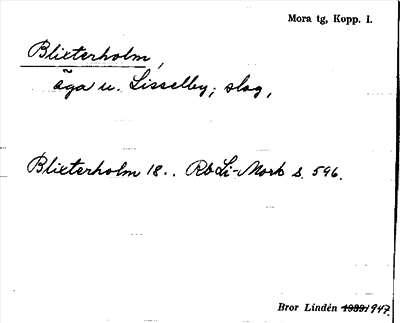 Mora tg, Kopp. l.
Blixterholm,
äga u. Lisselby; slog,
Blixterholm 18.. Rb Li-Mork s. 596.
Bror Lindén 1939 1947.